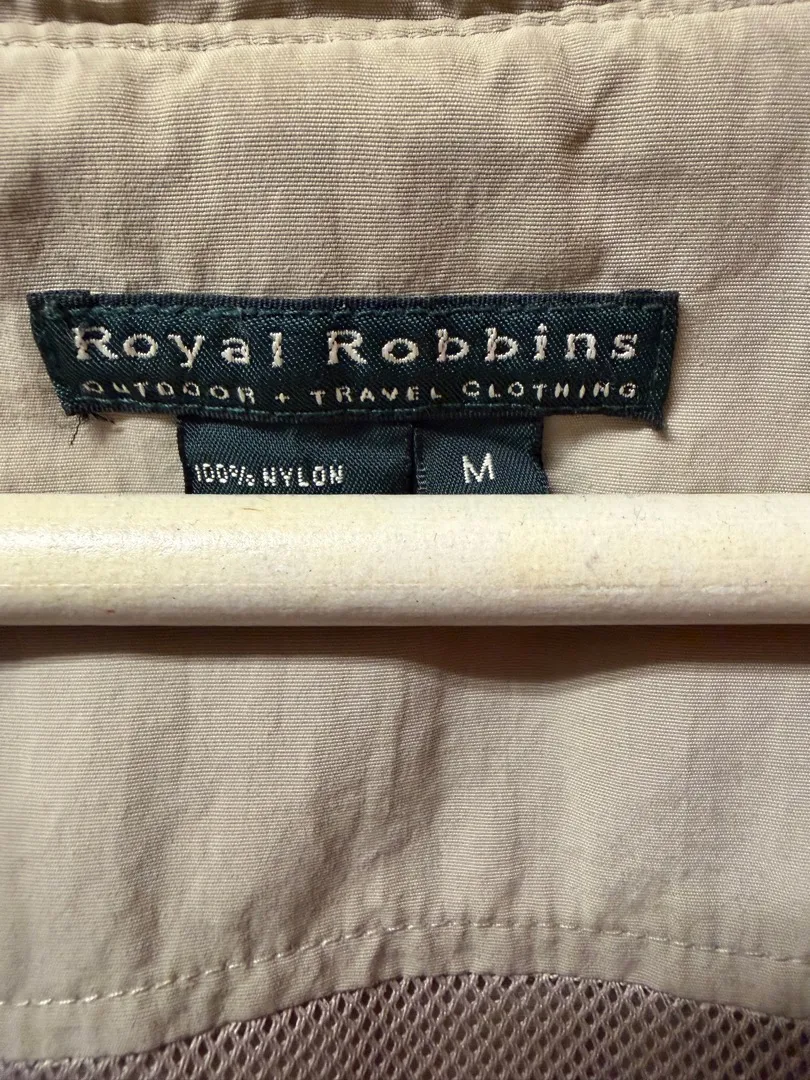 Royal Robbins
OUTDOOR + TRAVEL CLOTHING
100% NYLON
M